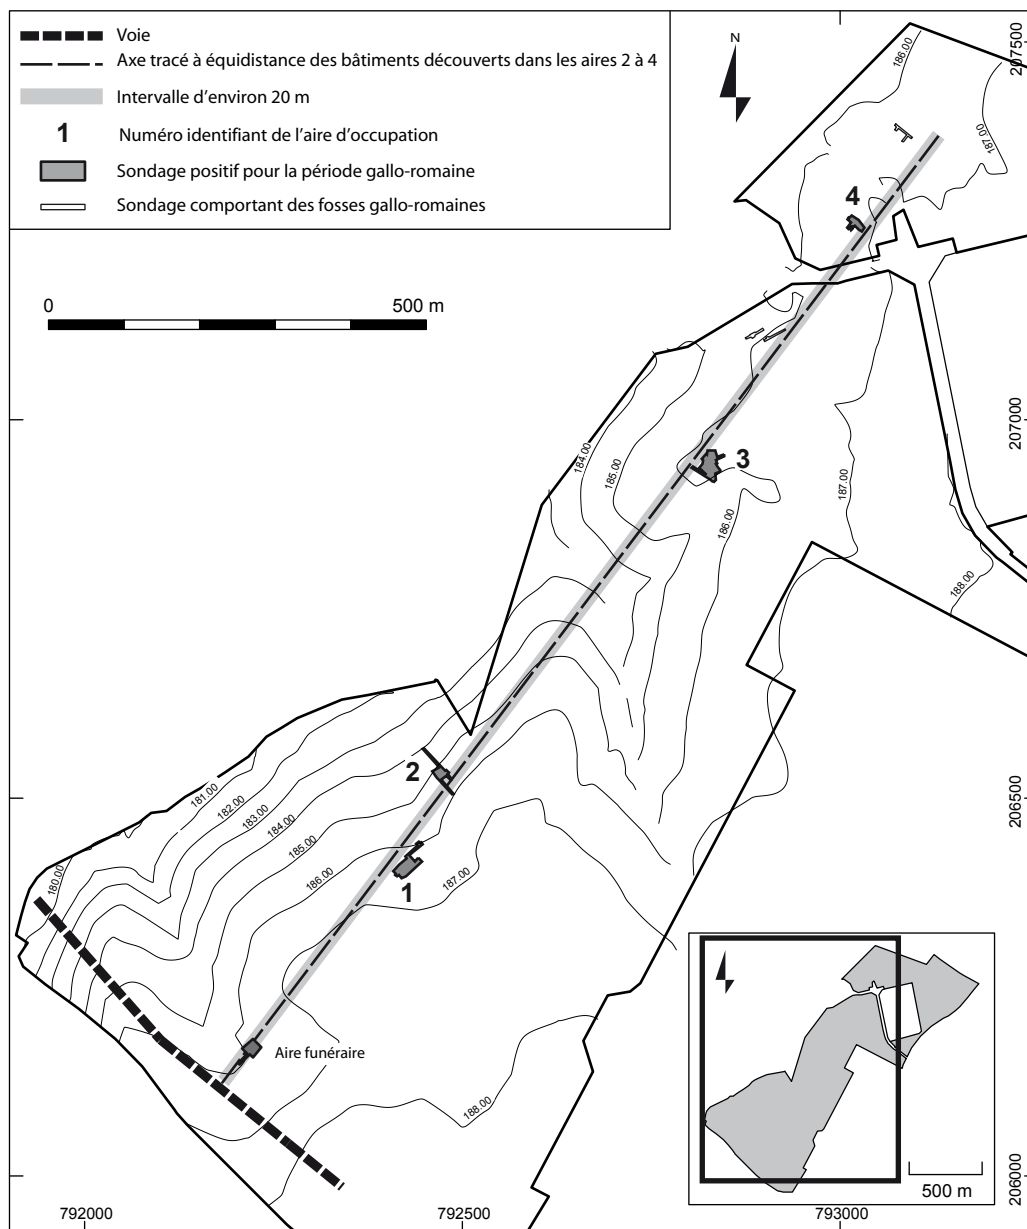 Voie
Axe tracé à équidistance des bâtiments découverts dans les aires 2 à 4
Intervalle d'environ 20 m
1 Numéro identifiant de l'aire d'occupation
Sondage positif pour la période gallo-romaine
Sondage comportant des fosses gallo-romaines
N
186.00
207500
187.00
4
0 500 m
207000
3
184.00
185.00
187.00
186.00
188.00
2
181.00
182.00
183.00
184.00
185.00
186.00
206500
1
187.00
180.00
Aire funéraire
188.00
500 m
206000
792000
792500
793000